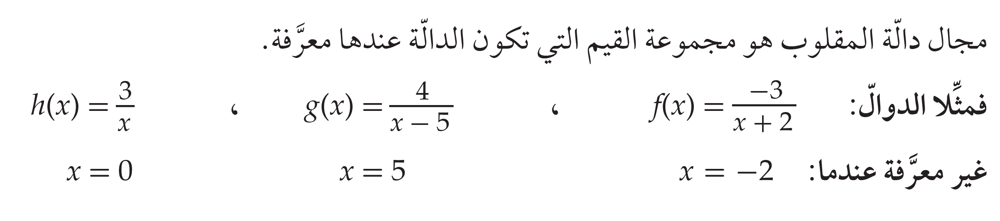 مجال دالّة المقلوب هو مجموعة القيم التي تكون الدالّة عندها معرَّفة.
فمثِّلا الدوالّ: f(x) = \frac{-3}{x + 2} ، g(x) = \frac{4}{x - 5} ، h(x) = \frac{3}{x}
غير معرَّفة عندما: x = -2 x = 5 x = 0